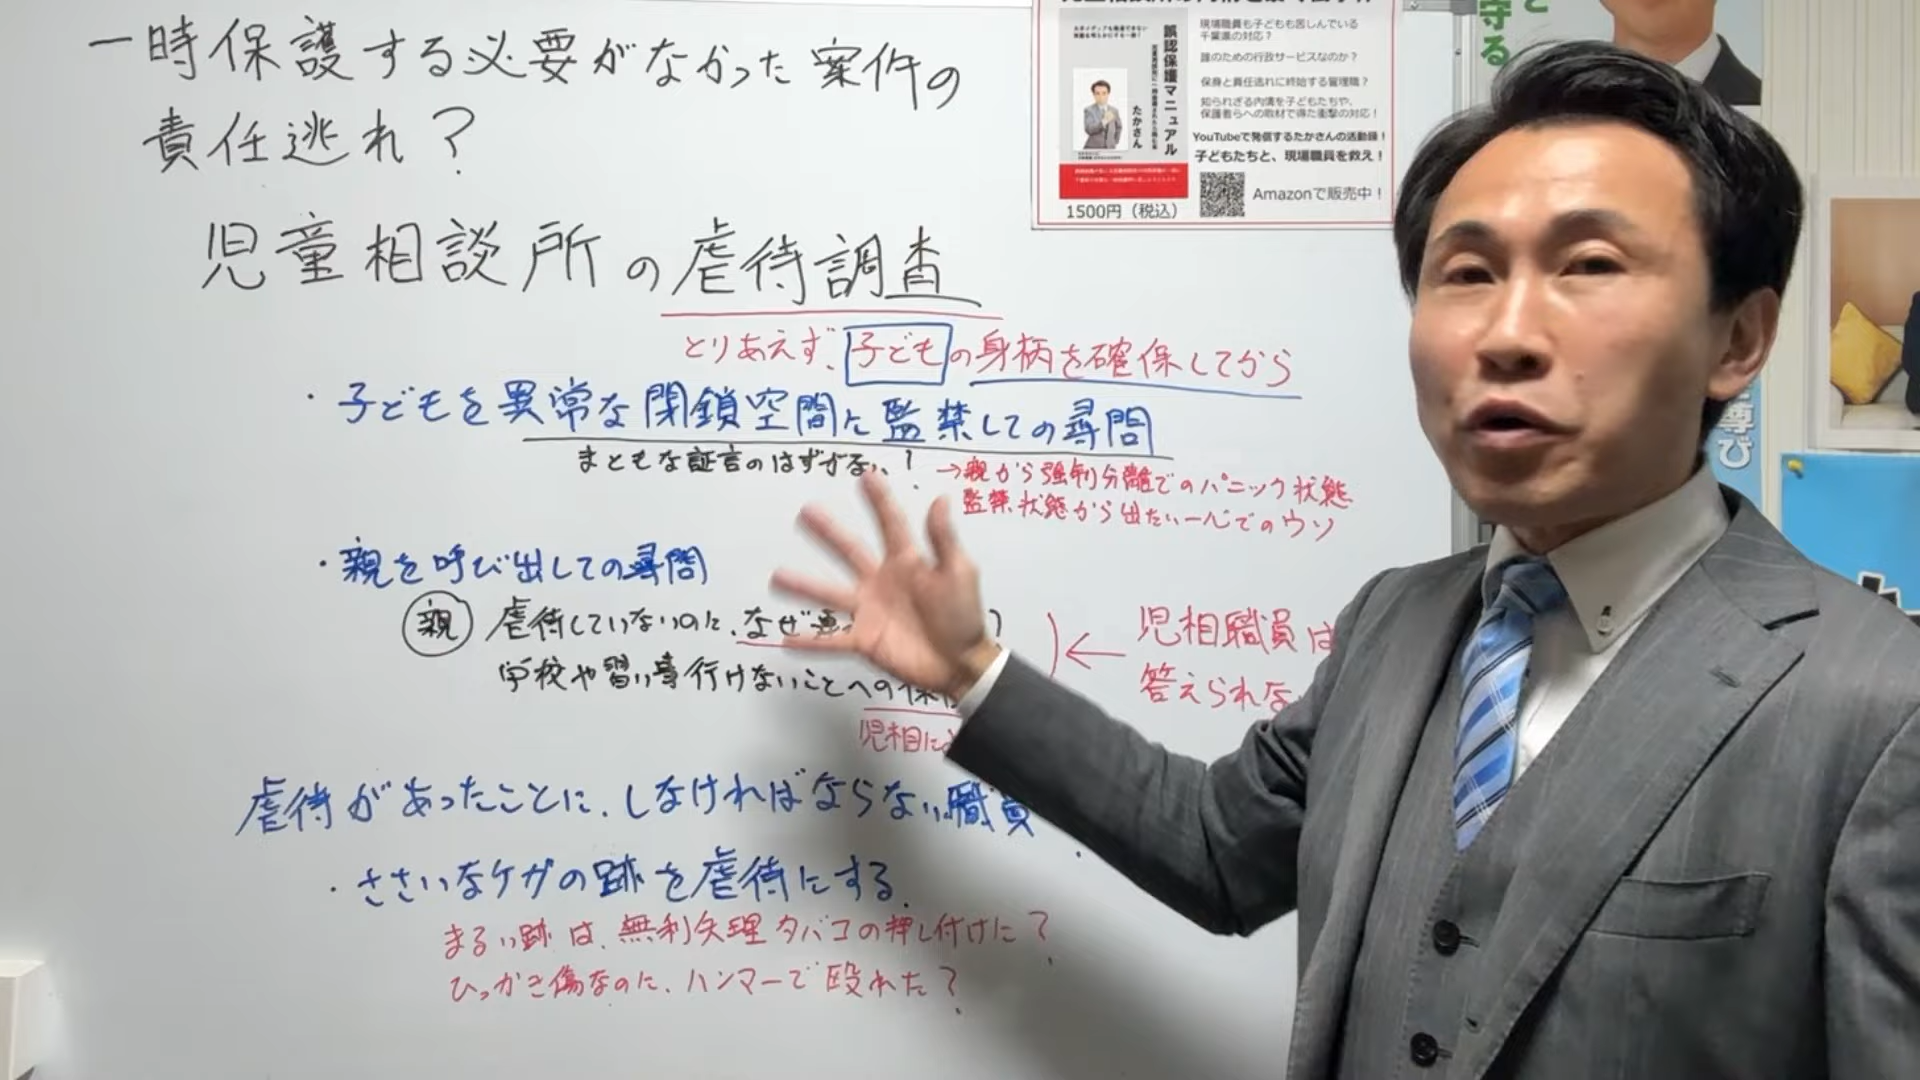 一時保護する必要がなかった案件の
責任逃れ?
児童相談所の虐待調査
とりあえず、子どもの身柄を確保してから
・子どもを異常な閉鎖空間に監禁しての尋問
まともな証言のはずがない!
→親から強制分離でのパニック状態
監禁状態から出たい一心でのウソ
・親を呼び出しての尋問
親 虐待していないのに、なぜ
学校や習い事行けないことへの保
児相に
児相職員は
答えられな
虐待があったことに、しなければならない職員
・ささいなケガの跡を虐待にする
まるい跡は、無利矢理タバコの押し付けに?
ひっかき傷なのに、ハンマーで殴れた?
誤認保護マニュアル
たかさん
1500円(税込)
現場職員も子どもも苦しんでいる
千葉県の対応?
誰のための行政サービスなのか?
保身と責任逃れに終始する管理職?
知られざる内情を子どもたちや、
保護者らへの取材で得た衝撃の対応!
YouTubeで発信するたかさんの活動録!
子どもたちと、現場職員を救え!
Amazonで販売中!
守る
尊び